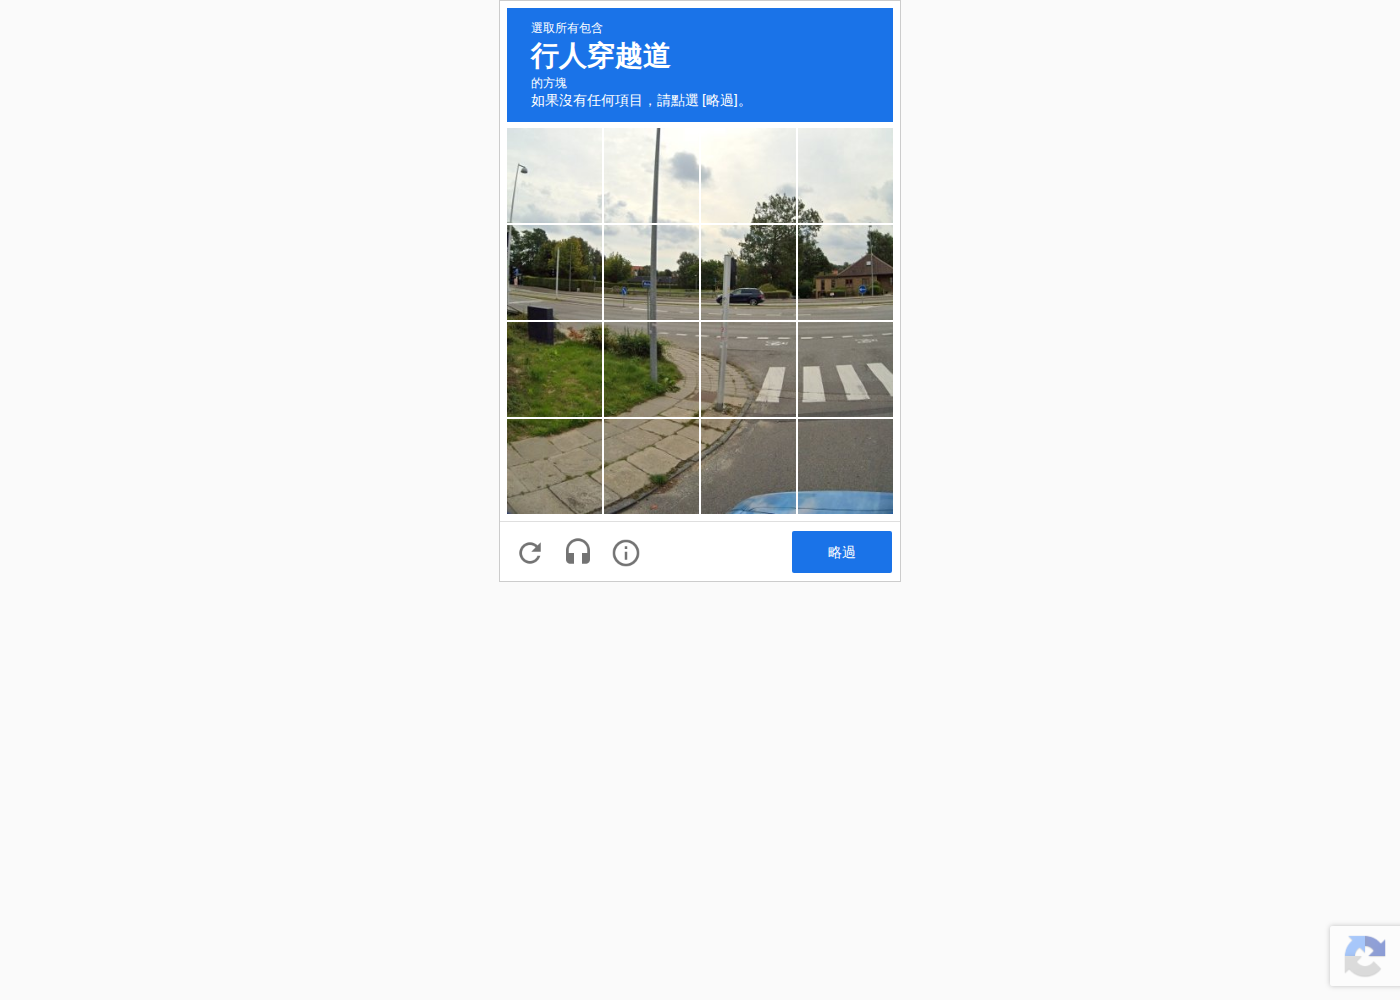 選取所有包含
行人穿越道
的方塊
如果沒有任何項目，請點選 [略過]。
略過